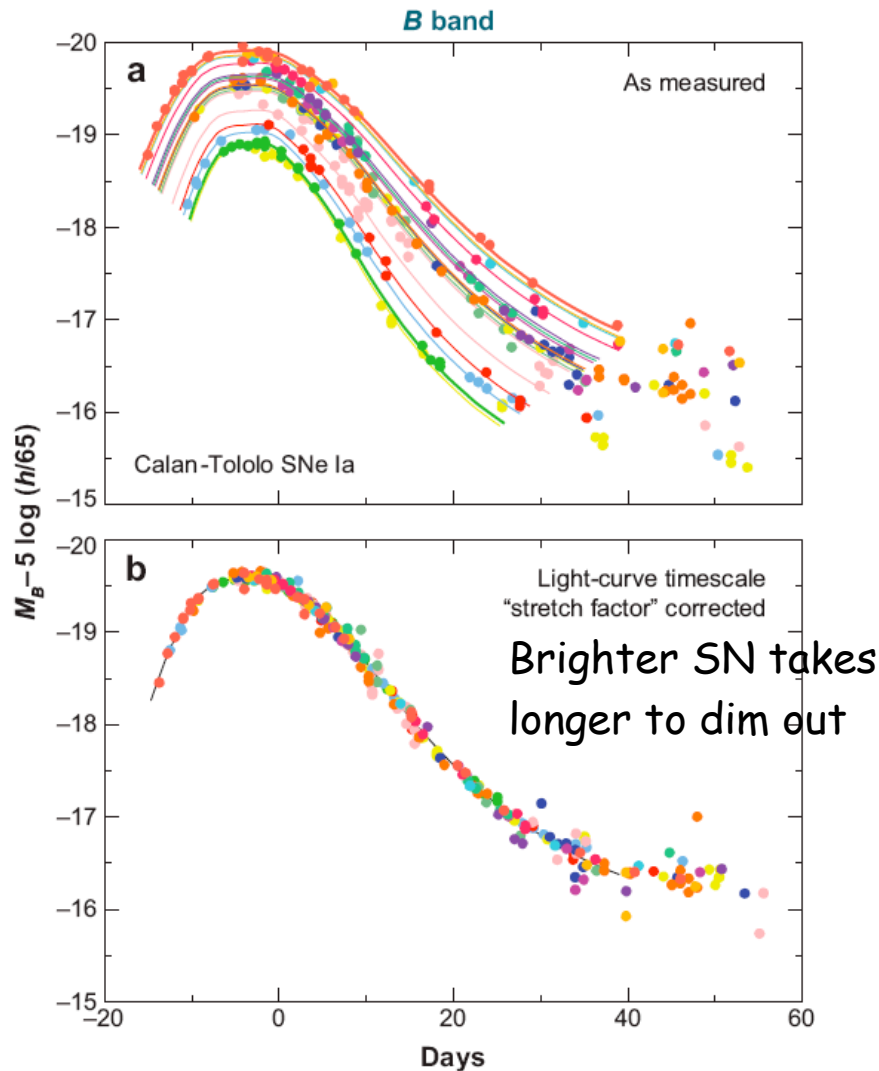 B band
–20
a
As measured
–19
–18
–17
–16
Calan-Tololo SNe Ia
–15
M_B – 5 log (h/65)
–20
b
Light-curve timescale
“stretch factor” corrected
–19
Brighter SN takes
longer to dim out
–18
–17
–16
–15
–20
0
20
40
60
Days